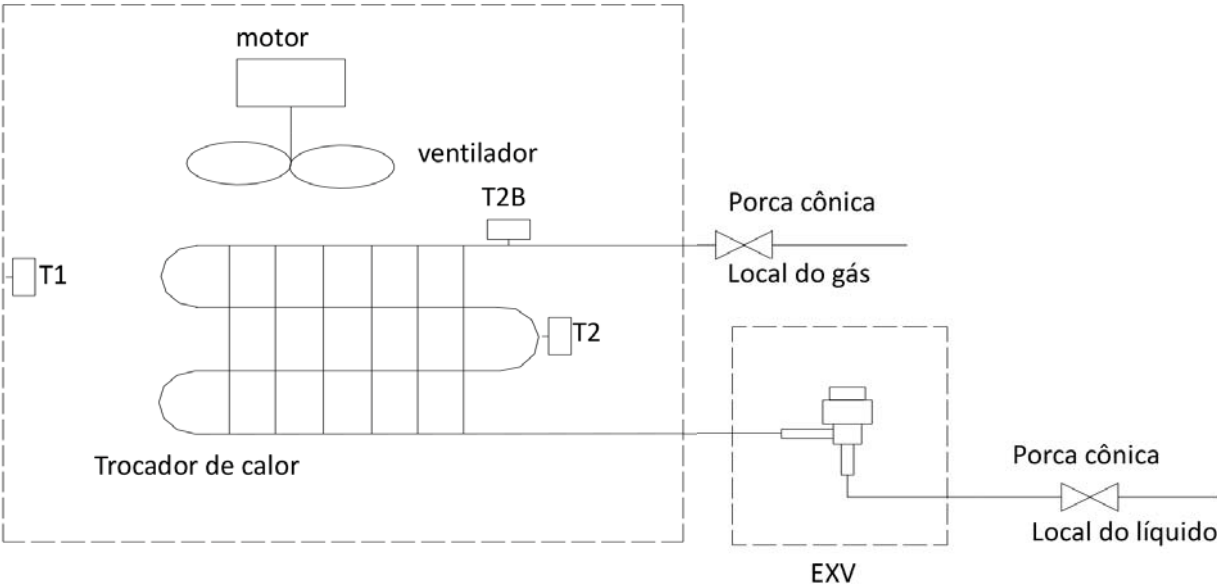 motor
ventilador
T2B
Porca cônica
Local do gás
T1
T2
Trocador de calor
Porca cônica
Local do líquido
EXV